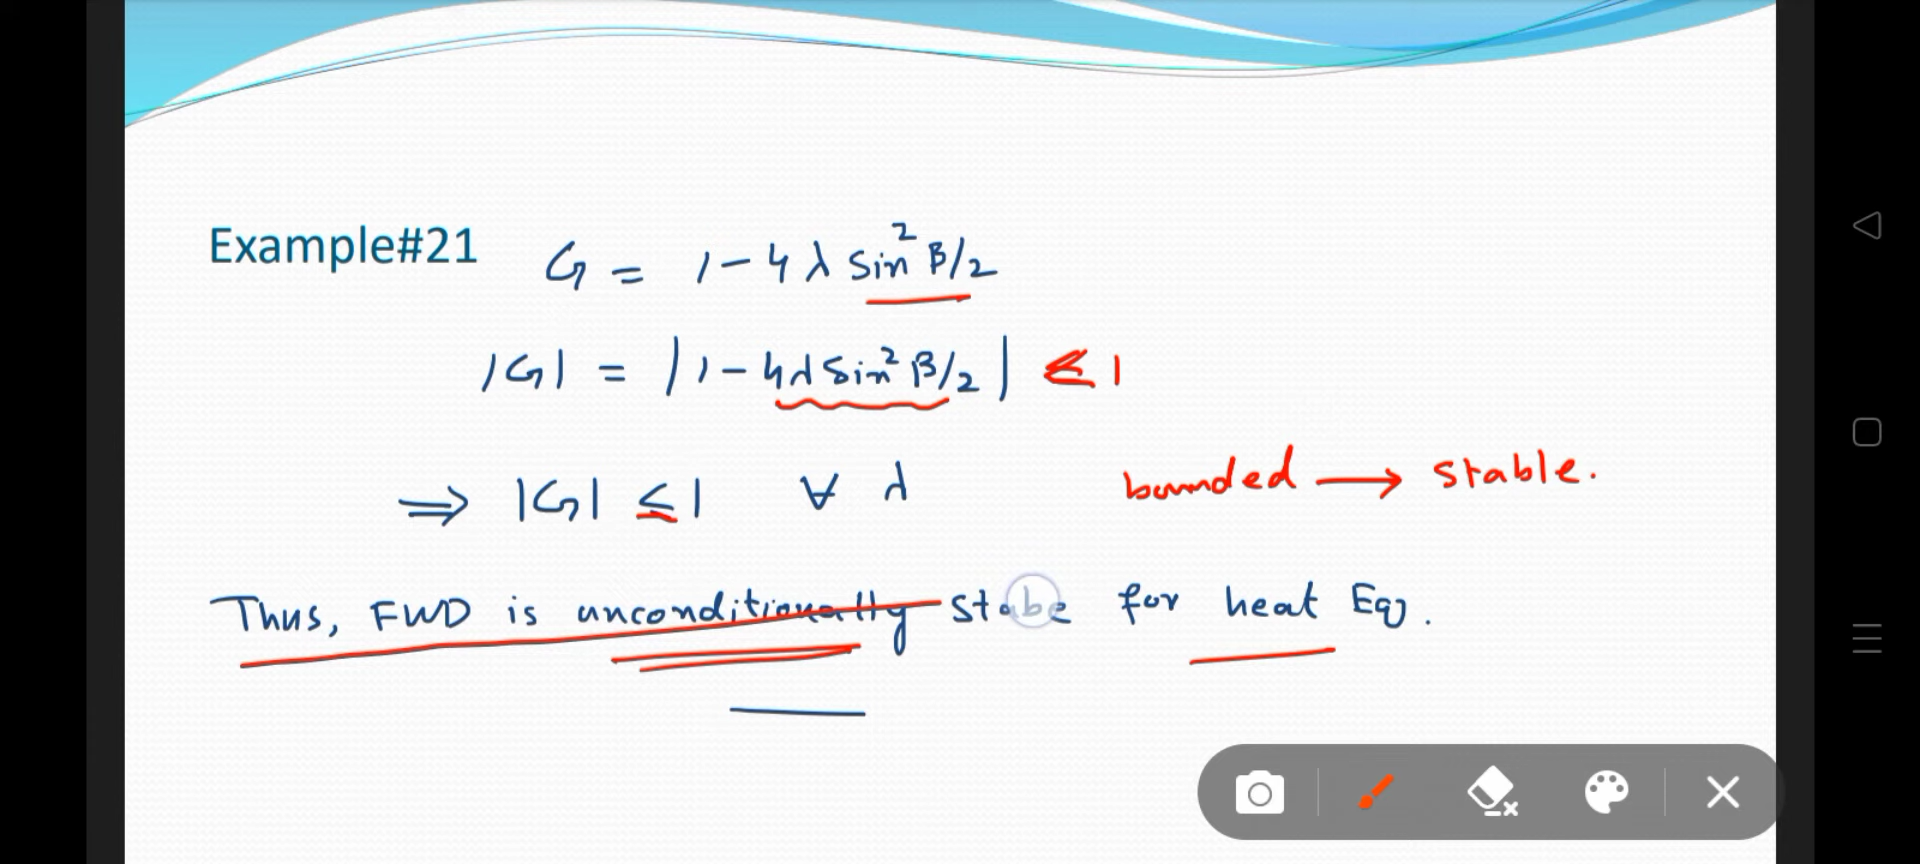 Example#21 G = 1 - 4 λ sin² β/2
|G| = |1 - 4λ sin² β/2| ≤ 1
⇒ |G| ≤ 1 ∀ λ
bounded → stable.
Thus, FWD is unconditionally stabe for heat Eq.